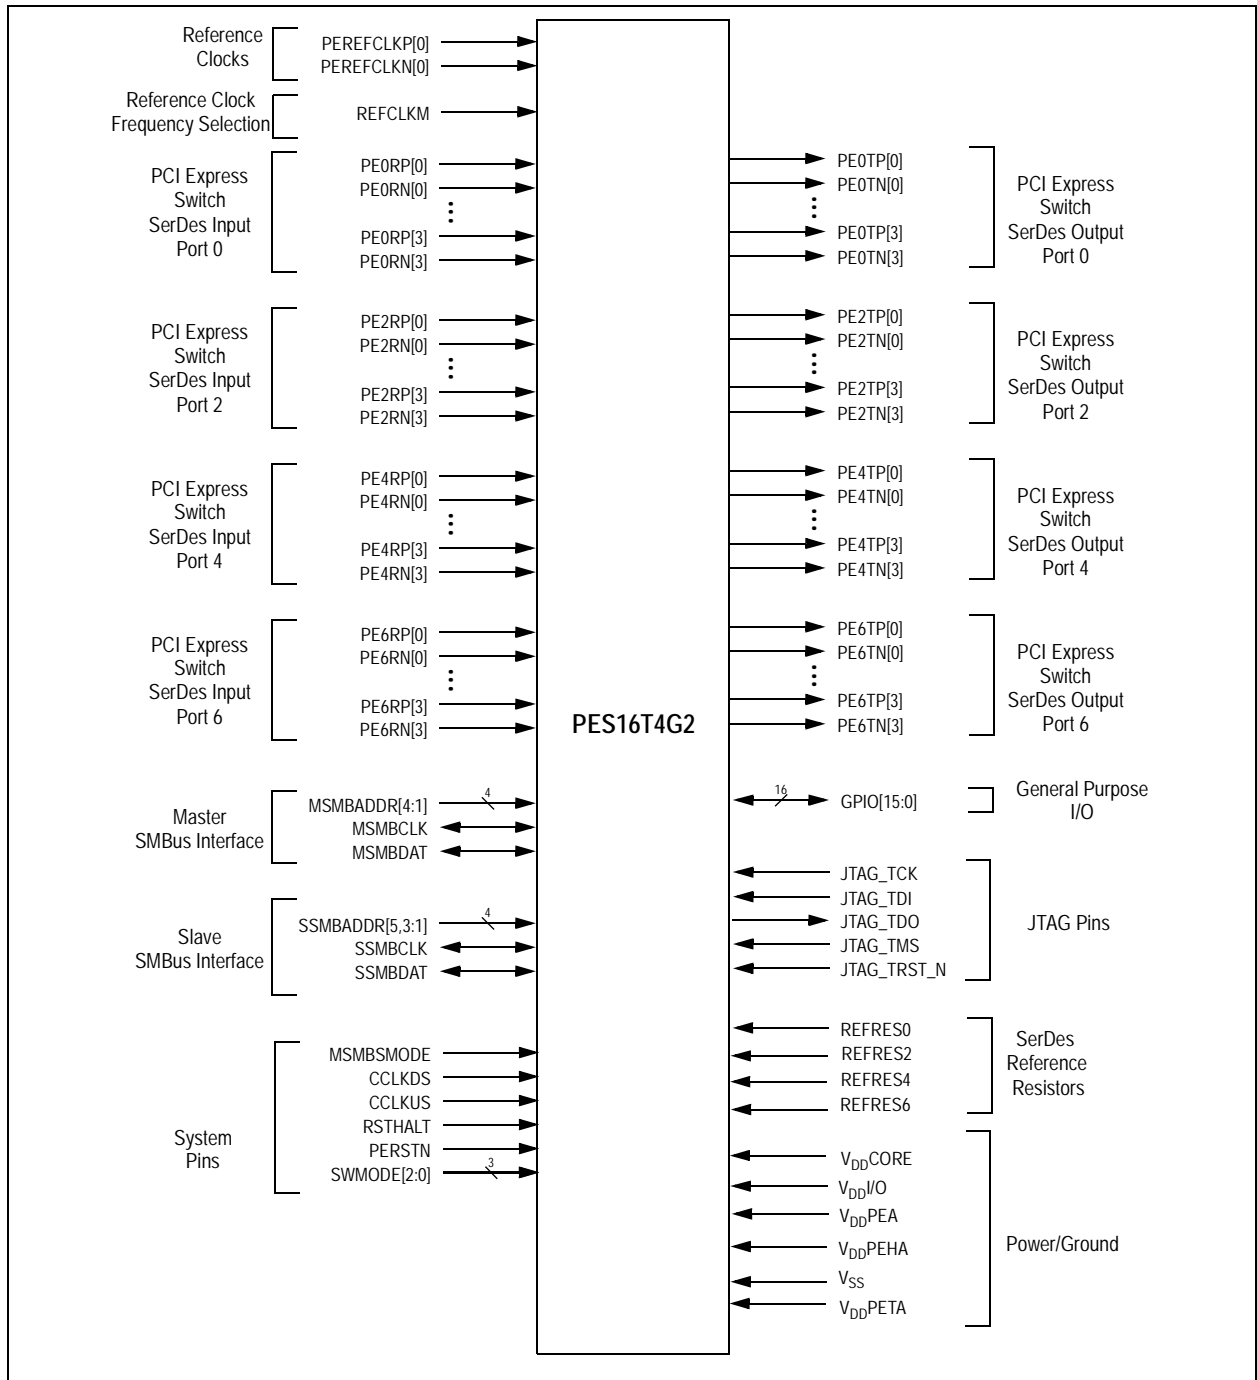 Reference
Clocks
PEREFCLKP[0]
PEREFCLKN[0]
Reference Clock
Frequency Selection
REFCLKM
PCI Express
Switch
SerDes Input
Port 0
PE0RP[0]
PE0RN[0]
PE0RP[3]
PE0RN[3]
PCI Express
Switch
SerDes Input
Port 2
PE2RP[0]
PE2RN[0]
PE2RP[3]
PE2RN[3]
PCI Express
Switch
SerDes Input
Port 4
PE4RP[0]
PE4RN[0]
PE4RP[3]
PE4RN[3]
PCI Express
Switch
SerDes Input
Port 6
PE6RP[0]
PE6RN[0]
PE6RP[3]
PE6RN[3]
Master
SMBus Interface
MSMBADDR[4:1]
4
MSMBCLK
MSMBDAT
Slave
SMBus Interface
SSMBADDR[5,3:1]
4
SSMBCLK
SSMBDAT
System
Pins
MSMBSMODE
CCLKDS
CCLKUS
RSTHALT
PERSTN
SWMODE[2:0]
3
PES16T4G2
PE0TP[0]
PE0TN[0]
PE0TP[3]
PE0TN[3]
PCI Express
Switch
SerDes Output
Port 0
PE2TP[0]
PE2TN[0]
PE2TP[3]
PE2TN[3]
PCI Express
Switch
SerDes Output
Port 2
PE4TP[0]
PE4TN[0]
PE4TP[3]
PE4TN[3]
PCI Express
Switch
SerDes Output
Port 4
PE6TP[0]
PE6TN[0]
PE6TP[3]
PE6TN[3]
PCI Express
Switch
SerDes Output
Port 6
16
GPIO[15:0]
General Purpose
I/O
JTAG_TCK
JTAG_TDI
JTAG_TDO
JTAG_TMS
JTAG_TRST_N
JTAG Pins
REFRES0
REFRES2
REFRES4
REFRES6
SerDes
Reference
Resistors
VDDCORE
VDDI/O
VDDPEA
VDDPEHA
VSS
VDDPETA
Power/Ground